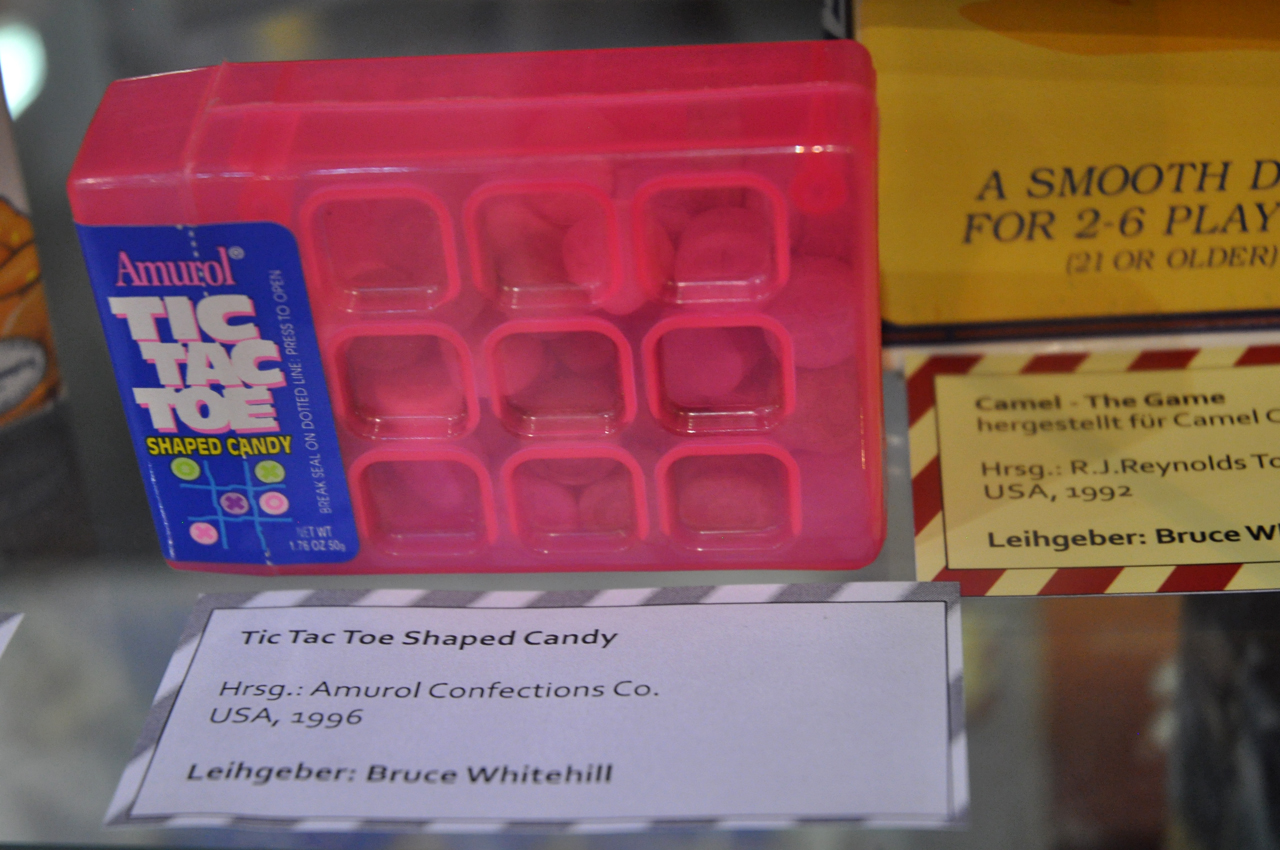 Amurol®
TIC
TAC
TOE
SHAPED CANDY
BREAK SEAL ON DOTTED LINE: PRESS TO OPEN
NET WT
1.76 OZ 50g
A SMOOTH D
FOR 2-6 PLAY
(21 OR OLDER)
Camel - The Game
hergestellt für Camel C
Hrsg.: R.J.Reynolds To
USA, 1992
Leihgeber: Bruce Wh
Tic Tac Toe Shaped Candy
Hrsg.: Amurol Confections Co.
USA, 1996
Leihgeber: Bruce Whitehill